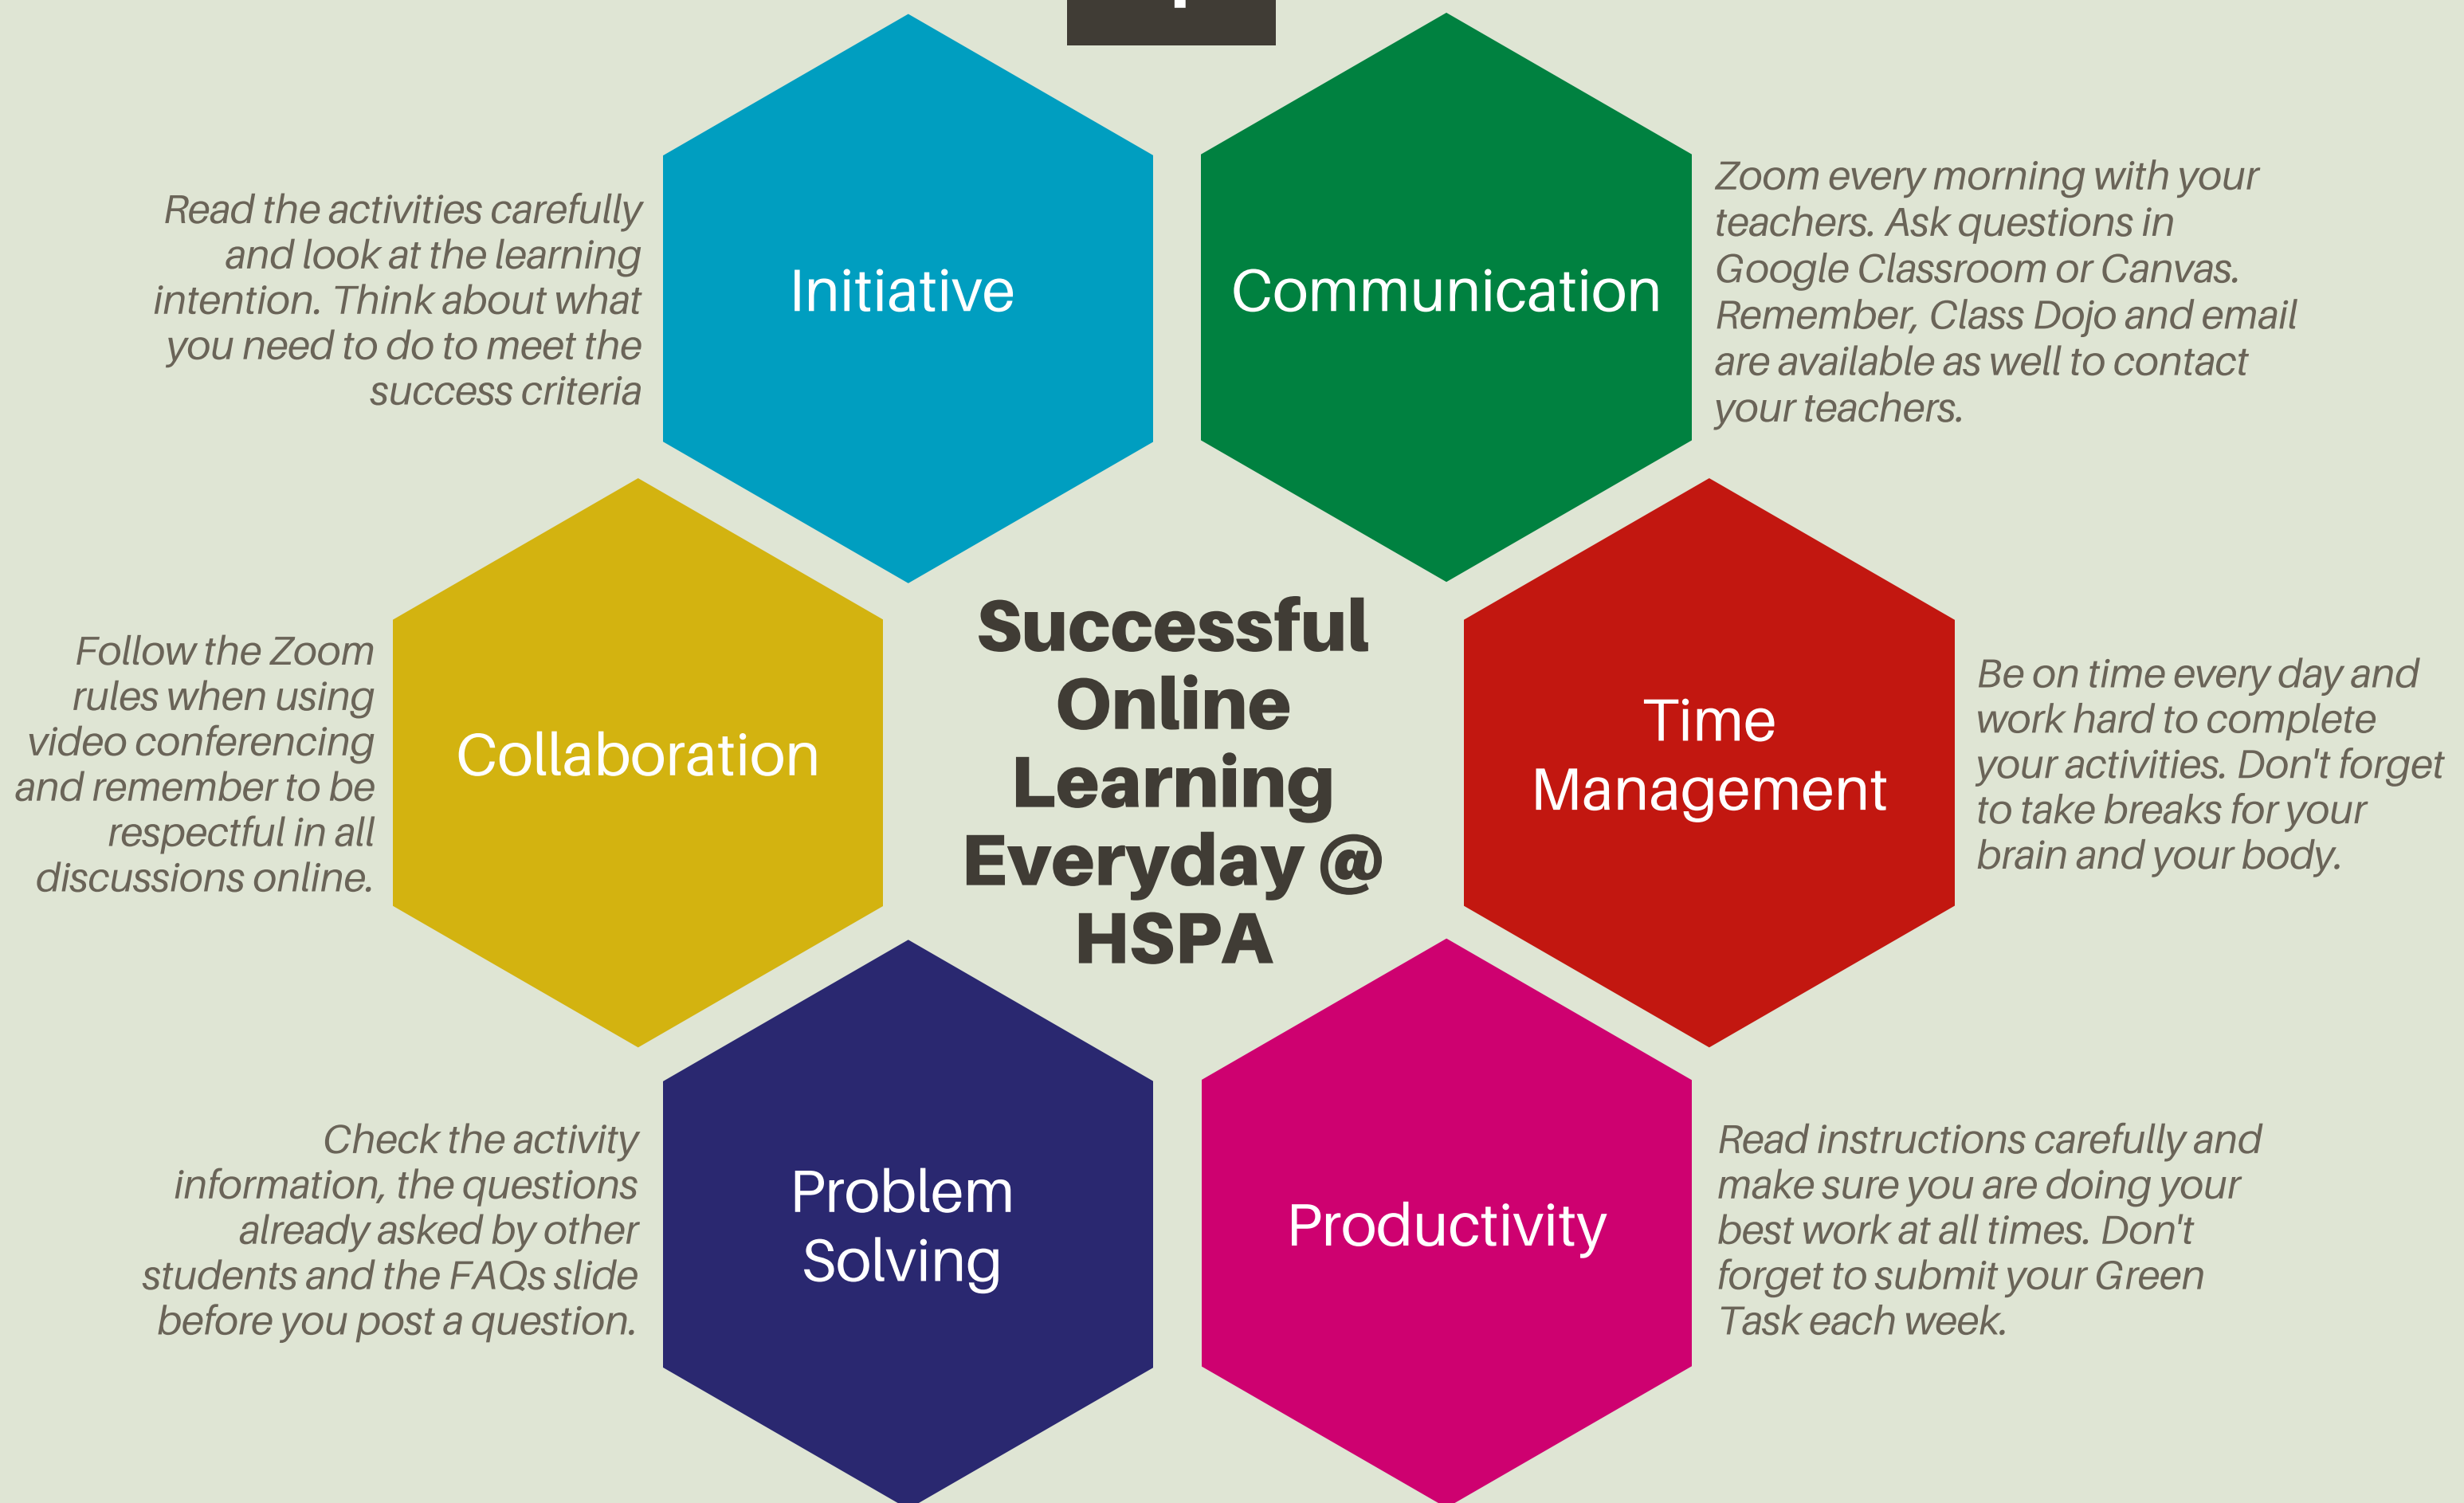 Initiative
Read the activities carefully
and look at the learning
intention. Think about what
you need to do to meet the
success criteria
Communication
Zoom every morning with your
teachers. Ask questions in
Google Classroom or Canvas.
Remember, Class Dojo and email
are available as well to contact
your teachers.
Collaboration
Follow the Zoom
rules when using
video conferencing
and remember to be
respectful in all
discussions online.
Successful
Online
Learning
Everyday @
HSPA
Time
Management
Be on time every day and
work hard to complete
your activities. Don't forget
to take breaks for your
brain and your body.
Problem
Solving
Check the activity
information, the questions
already asked by other
students and the FAQs slide
before you post a question.
Productivity
Read instructions carefully and
make sure you are doing your
best work at all times. Don't
forget to submit your Green
Task each week.